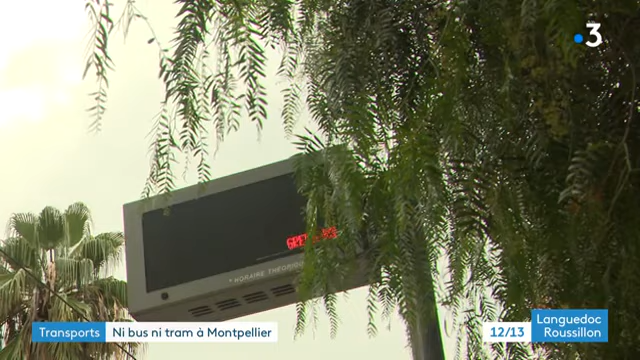 3
* HORAIRE THÉORIQUE
Transports Ni bus ni tram à Montpellier
12/13 Languedoc
Roussillon